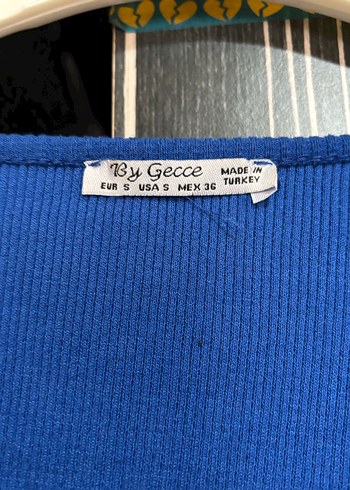 By Gecce
MADE IN
TURKEY
EUR S USA S MEX 36